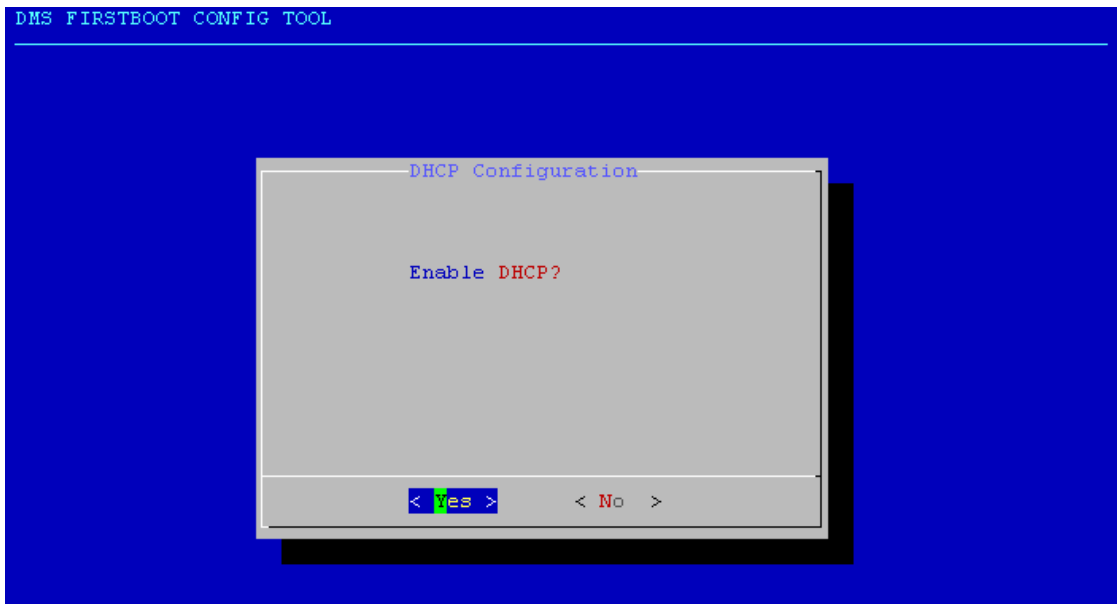 DMS FIRSTBOOT CONFIG TOOL
DHCP Configuration
Enable DHCP?
< Yes > < No >